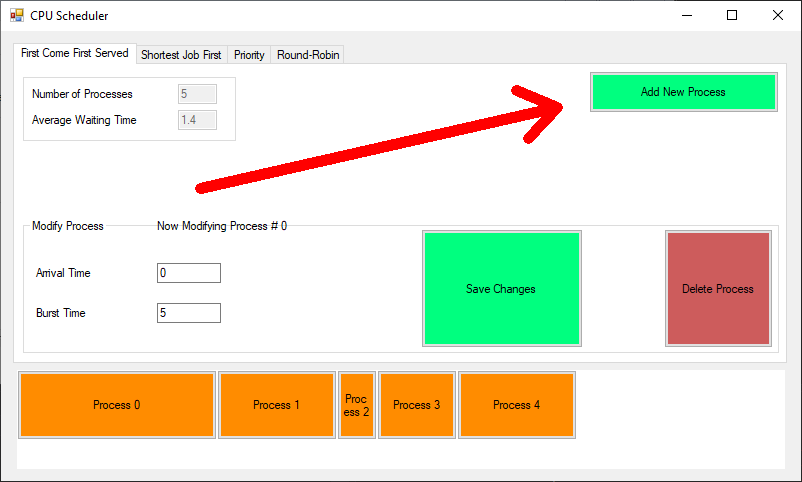 CPU Scheduler
First Come First Served
Shortest Job First
Priority
Round-Robin
Number of Processes
5
Average Waiting Time
1.4
Add New Process
Modify Process
Now Modifying Process # 0
Arrival Time
0
Burst Time
5
Save Changes
Delete Process
Process 0
Process 1
Proc
ess 2
Process 3
Process 4